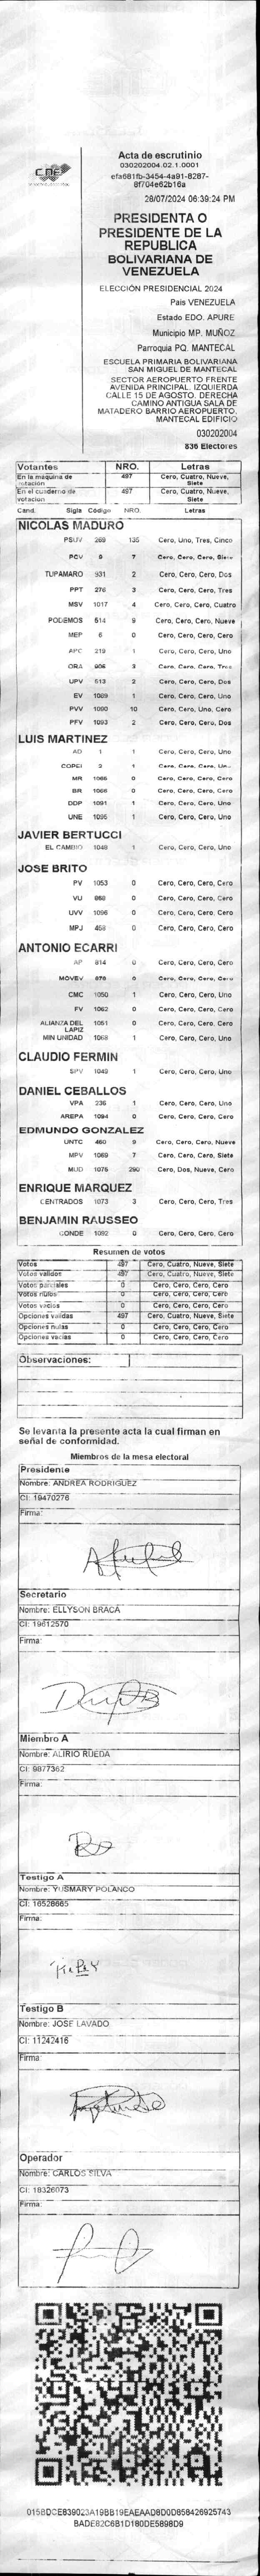 CNE
Acta de escrutinio
030202004.02.1.0001
efa681fb-3454-4a91-8287-
8f704e62b16a
28/07/2024 06:39:24 PM
PRESIDENTA O
PRESIDENTE DE LA
REPUBLICA
BOLIVARIANA DE
VENEZUELA
ELECCIÓN PRESIDENCIAL 2024
Pais VENEZUELA
Estado EDO. APURE
Municipio MP. MUÑOZ
Parroquia PQ. MANTECAL
ESCUELA PRIMARIA BOLIVARIANA
SAN MIGUEL DE MANTECAL
SECTOR AEROPUERTO FRENTE
AVENIDA PRINCIPAL. IZQUIERDA
CALLE 15 DE AGOSTO. DERECHA
CAMINO ANTIGUA SALA DE
MATADERO BARRIO AEROPUERTO.
MANTECAL EDIFICIO
030202004
836 Electores
Votantes NRO. Letras
En la máquina de votación 497 Cero, Cuatro, Nueve, Siete
En el cuaderno de votacion 497 Cero, Cuatro, Nueve, Siete
Cand. Sigla Código NRO. Letras
NICOLAS MADURO
PSUV 269 135 Cero, Uno, Tres, Cinco
PCV 7 Cero, Cero, Cero, Siete
TUPAMARO 931 2 Cero, Cero, Cero, Dos
PPT 276 3 Cero, Cero, Cero, Tres
MSV 1017 4 Cero, Cero, Cero, Cuatro
PODEMOS 514 9 Cero, Cero, Cero, Nueve
MEP 6 0 Cero, Cero, Cero, Cero
APC 219 1 Cero, Cero, Cero, Uno
ORA 906 3 Cero, Cero, Cero, Tres
UPV 513 2 Cero, Cero, Cero, Dos
EV 1089 1 Cero, Cero, Cero, Uno
PVV 1090 10 Cero, Cero, Uno, Cero
PFV 1093 2 Cero, Cero, Cero, Dos
LUIS MARTINEZ
AD 1 1 Cero, Cero, Cero, Uno
COPEI 3 1 Cero, Cero, Cero, Uno
MR 1065 0 Cero, Cero, Cero, Cero
BR 1066 0 Cero, Cero, Cero, Cero
DDP 1091 1 Cero, Cero, Cero, Uno
UNE 1095 1 Cero, Cero, Cero, Uno
JAVIER BERTUCCI
EL CAMBIO 1048 1 Cero, Cero, Cero, Uno
JOSE BRITO
PV 1053 0 Cero, Cero, Cero, Cero
VU 868 0 Cero, Cero, Cero, Cero
UVV 1096 0 Cero, Cero, Cero, Cero
MPJ 458 0 Cero, Cero, Cero, Cero
ANTONIO ECARRI
AP 814 0 Cero, Cero, Cero, Cero
MOVEV 970 0 Cero, Cero, Cero, Cero
CMC 1050 1 Cero, Cero, Cero, Uno
FV 1062 0 Cero, Cero, Cero, Cero
ALIANZA DEL LAPIZ 1051 0 Cero, Cero, Cero, Cero
MIN UNIDAD 1068 1 Cero, Cero, Cero, Uno
CLAUDIO FERMIN
SPV 1049 1 Cero, Cero, Cero, Uno
DANIEL CEBALLOS
VPA 236 1 Cero, Cero, Cero, Uno
AREPA 1094 0 Cero, Cero, Cero, Cero
EDMUNDO GONZALEZ
UNTC 460 9 Cero, Cero, Cero, Nueve
MPV 1069 7 Cero, Cero, Cero, Siete
MUD 1075 290 Cero, Dos, Nueve, Cero
ENRIQUE MARQUEZ
CENTRADOS 1073 3 Cero, Cero, Cero, Tres
BENJAMIN RAUSSEO
CONDE 1092 0 Cero, Cero, Cero, Cero
Resumen de votos
Votos 497 Cero, Cuatro, Nueve, Siete
Votos válidos 497 Cero, Cuatro, Nueve, Siete
Votos parciales 0 Cero, Cero, Cero, Cero
Votos nulos 0 Cero, Cero, Cero, Cero
Votos vacios 0 Cero, Cero, Cero, Cero
Opciones validas 497 Cero, Cuatro, Nueve, Siete
Opciones nulas 0 Cero, Cero, Cero, Cero
Opciones vacias 0 Cero, Cero, Cero, Cero
Observaciones:
Se levanta la presente acta la cual firman en
señal de conformidad.
Miembros de la mesa electoral
Presidente
Nombre: ANDREA RODRIGUEZ
CI: 19470276
Firma:
Secretario
Nombre: ELLYSON BRACA
CI: 19612570
Firma:
Miembro A
Nombre: ALIRIO RUEDA
CI: 9877362
Firma:
Testigo A
Nombre: YUSMARY POLANCO
CI: 16528665
Firma:
Testigo B
Nombre: JOSE LAVADO
CI: 11242416
Firma:
Operador
Nombre: CARLOS SILVA
CI: 18326073
Firma:
015BDCE839023A19BB19EAEAAD8D0D858426925743
BADE82C6B1D180DE5898D9